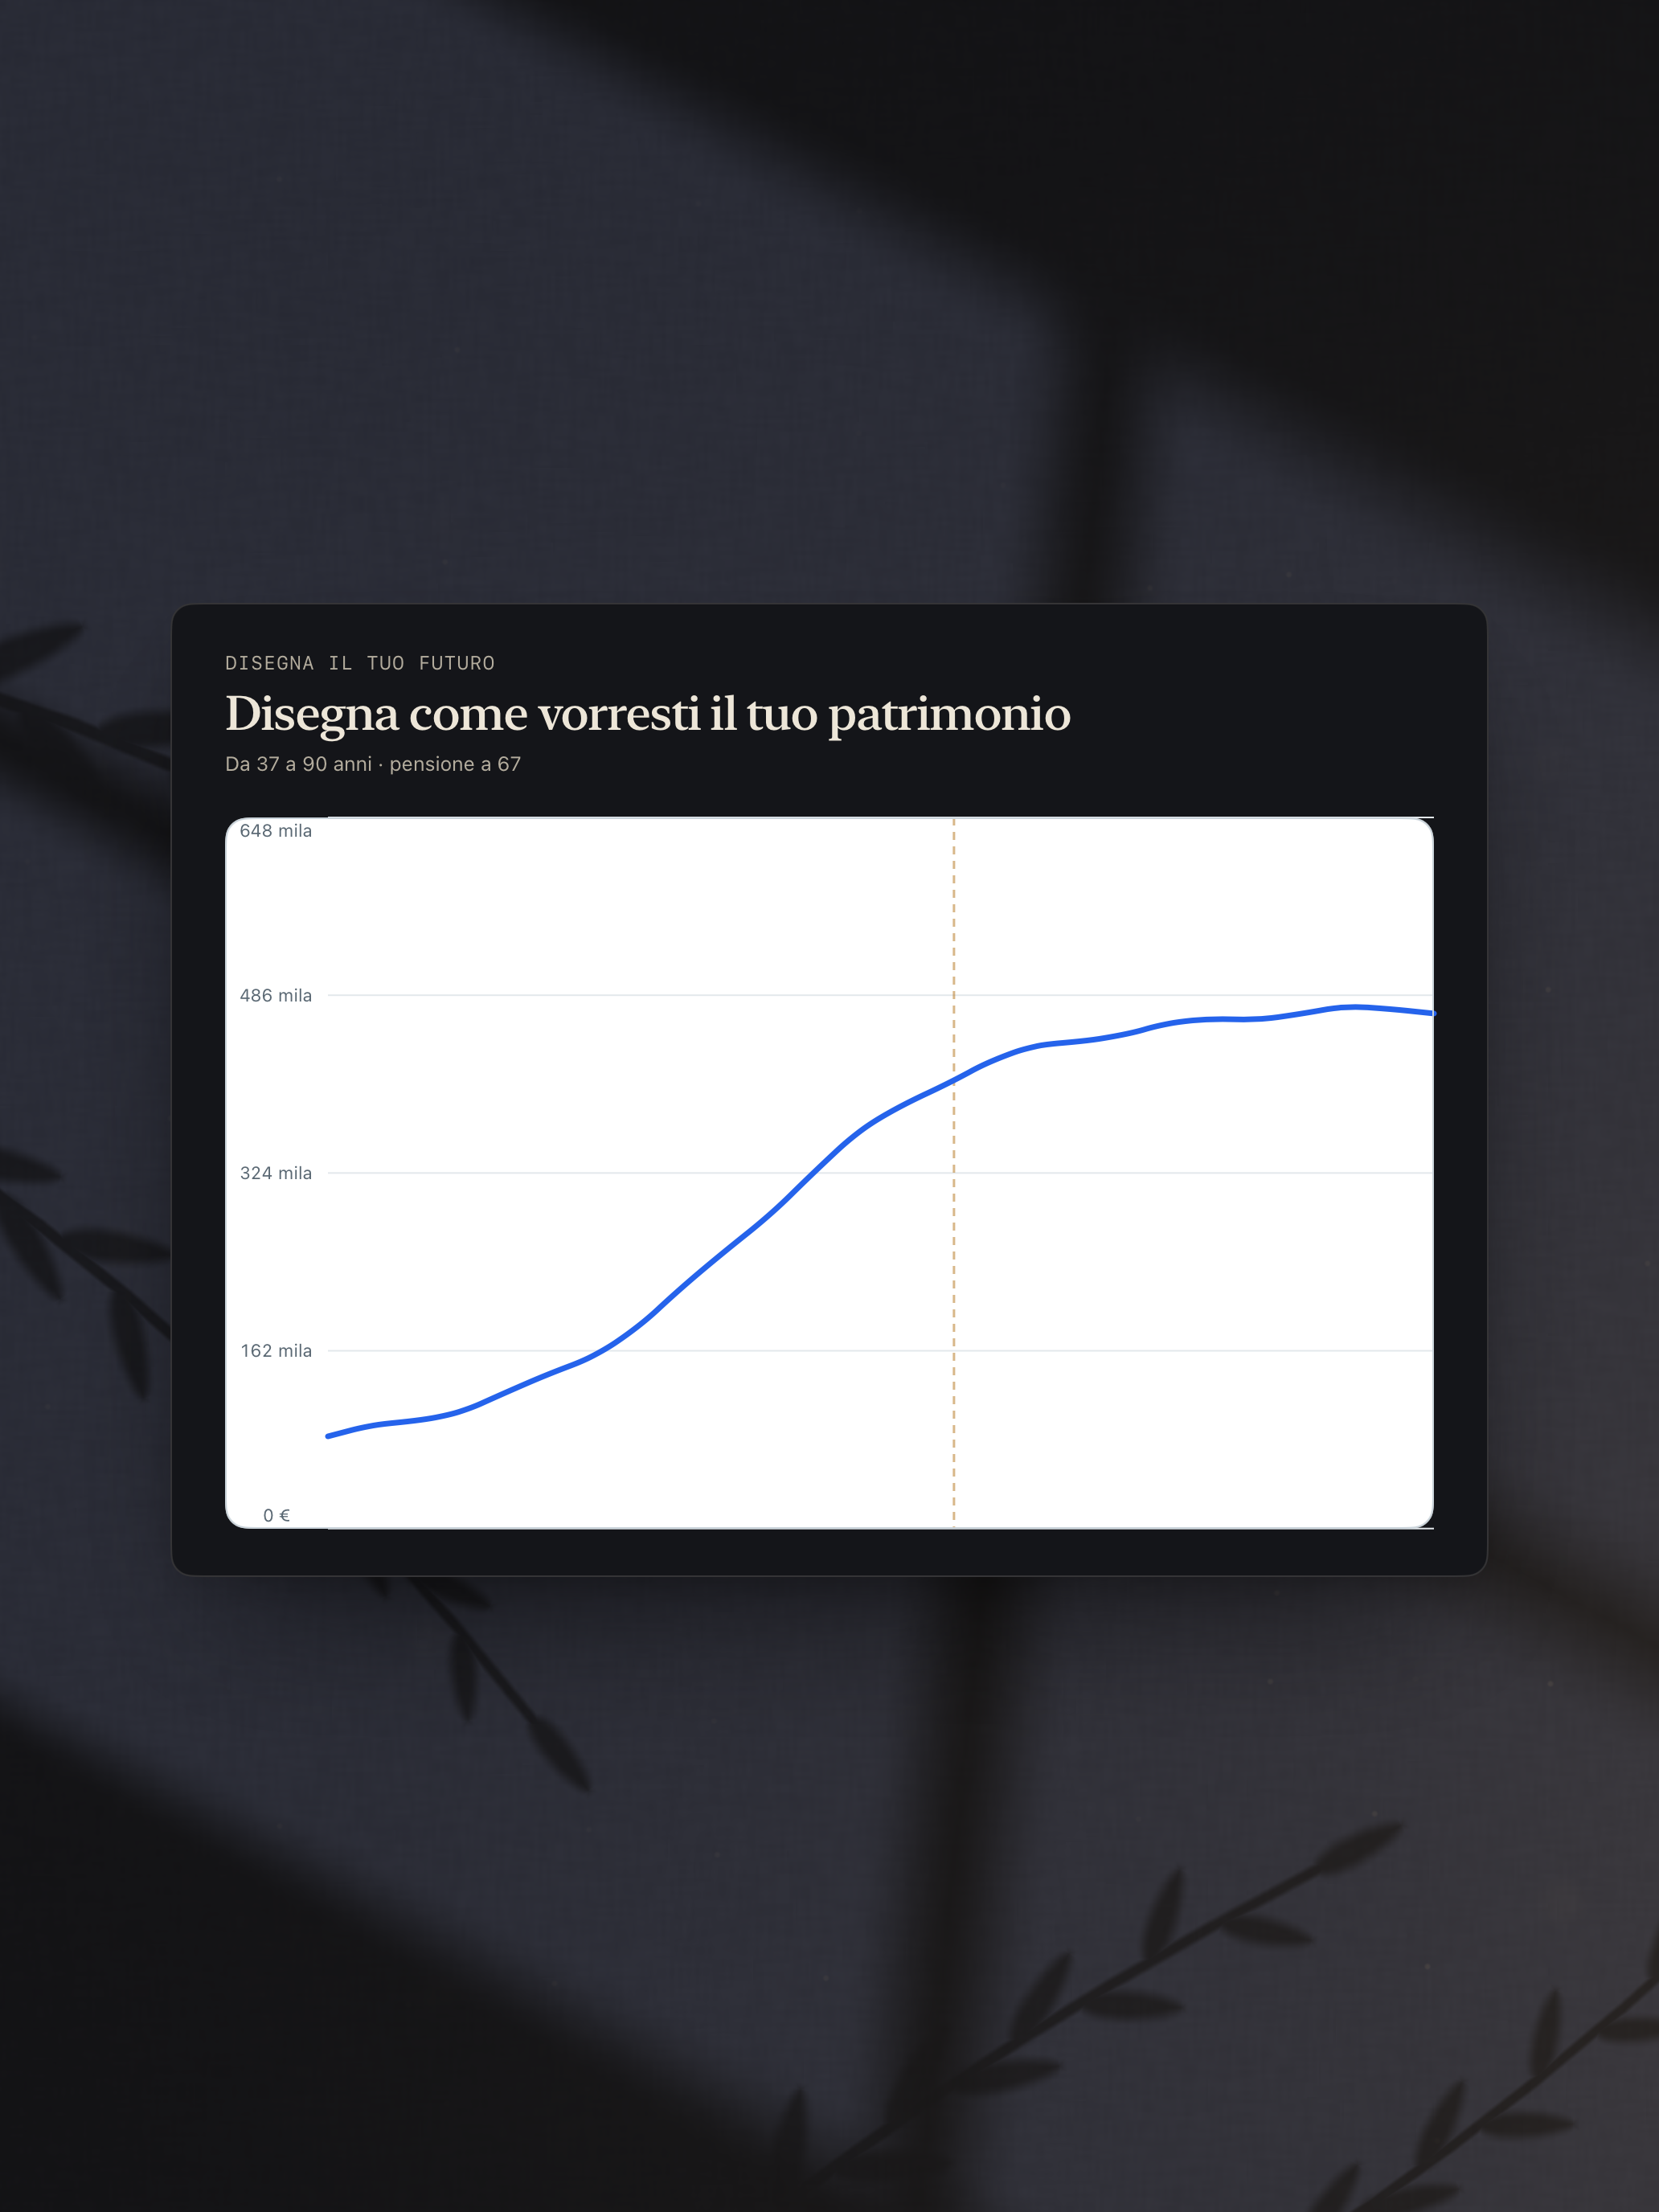 DISEGNA IL TUO FUTURO
Disegna come vorresti il tuo patrimonio
Da 37 a 90 anni · pensione a 67
648 mila
486 mila
324 mila
162 mila
0 €